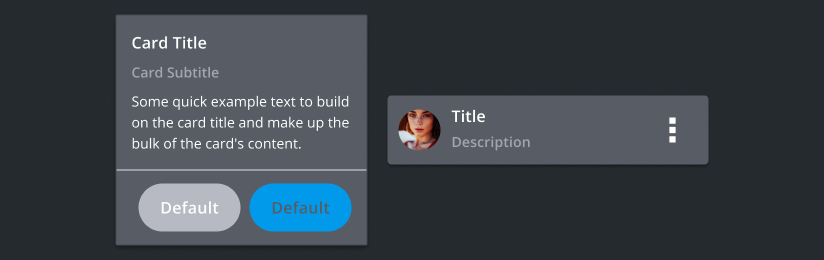 Card Title
Card Subtitle
Some quick example text to build
on the card title and make up the
bulk of the card's content.
Default Default
Title
Description